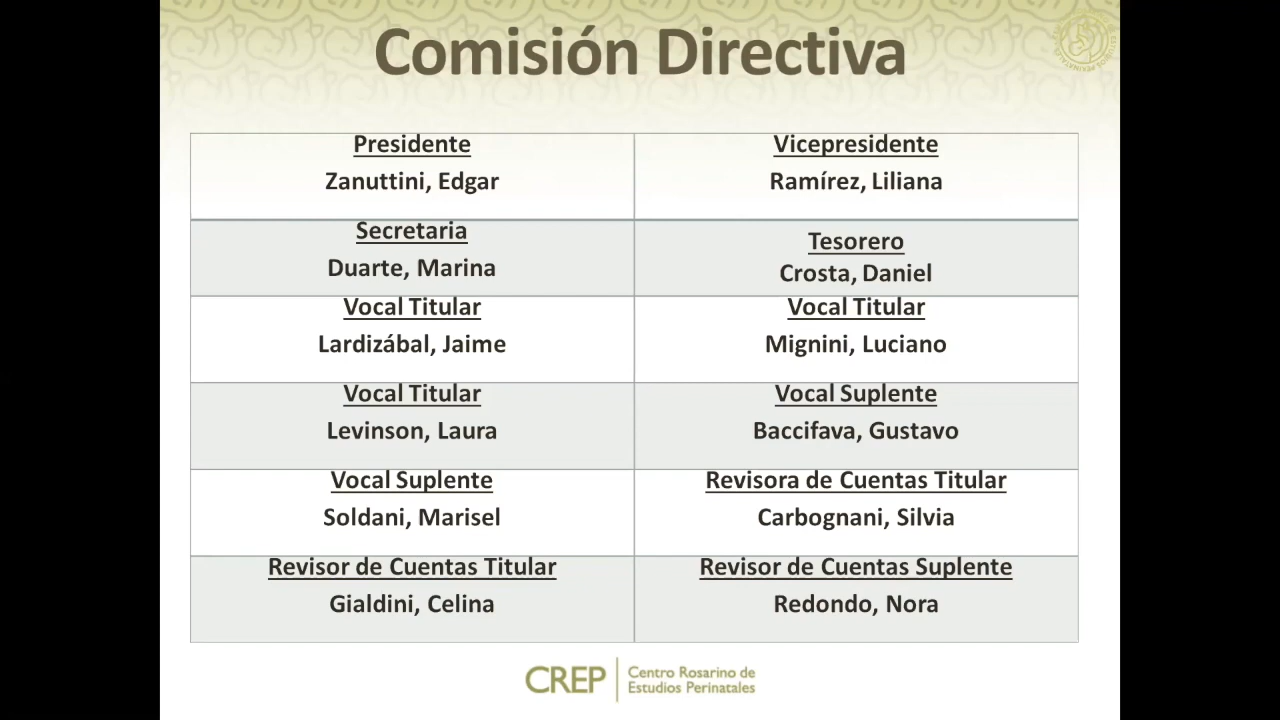 Comisión Directiva
Presidente
Zanuttini, Edgar
Vicepresidente
Ramírez, Liliana
Secretaria
Duarte, Marina
Tesorero
Crosta, Daniel
Vocal Titular
Lardizábal, Jaime
Vocal Titular
Mignini, Luciano
Vocal Titular
Levinson, Laura
Vocal Suplente
Baccifava, Gustavo
Vocal Suplente
Soldani, Marisel
Revisora de Cuentas Titular
Carbognani, Silvia
Revisor de Cuentas Titular
Gialdini, Celina
Revisor de Cuentas Suplente
Redondo, Nora
CREP
Centro Rosarino de
Estudios Perinatales